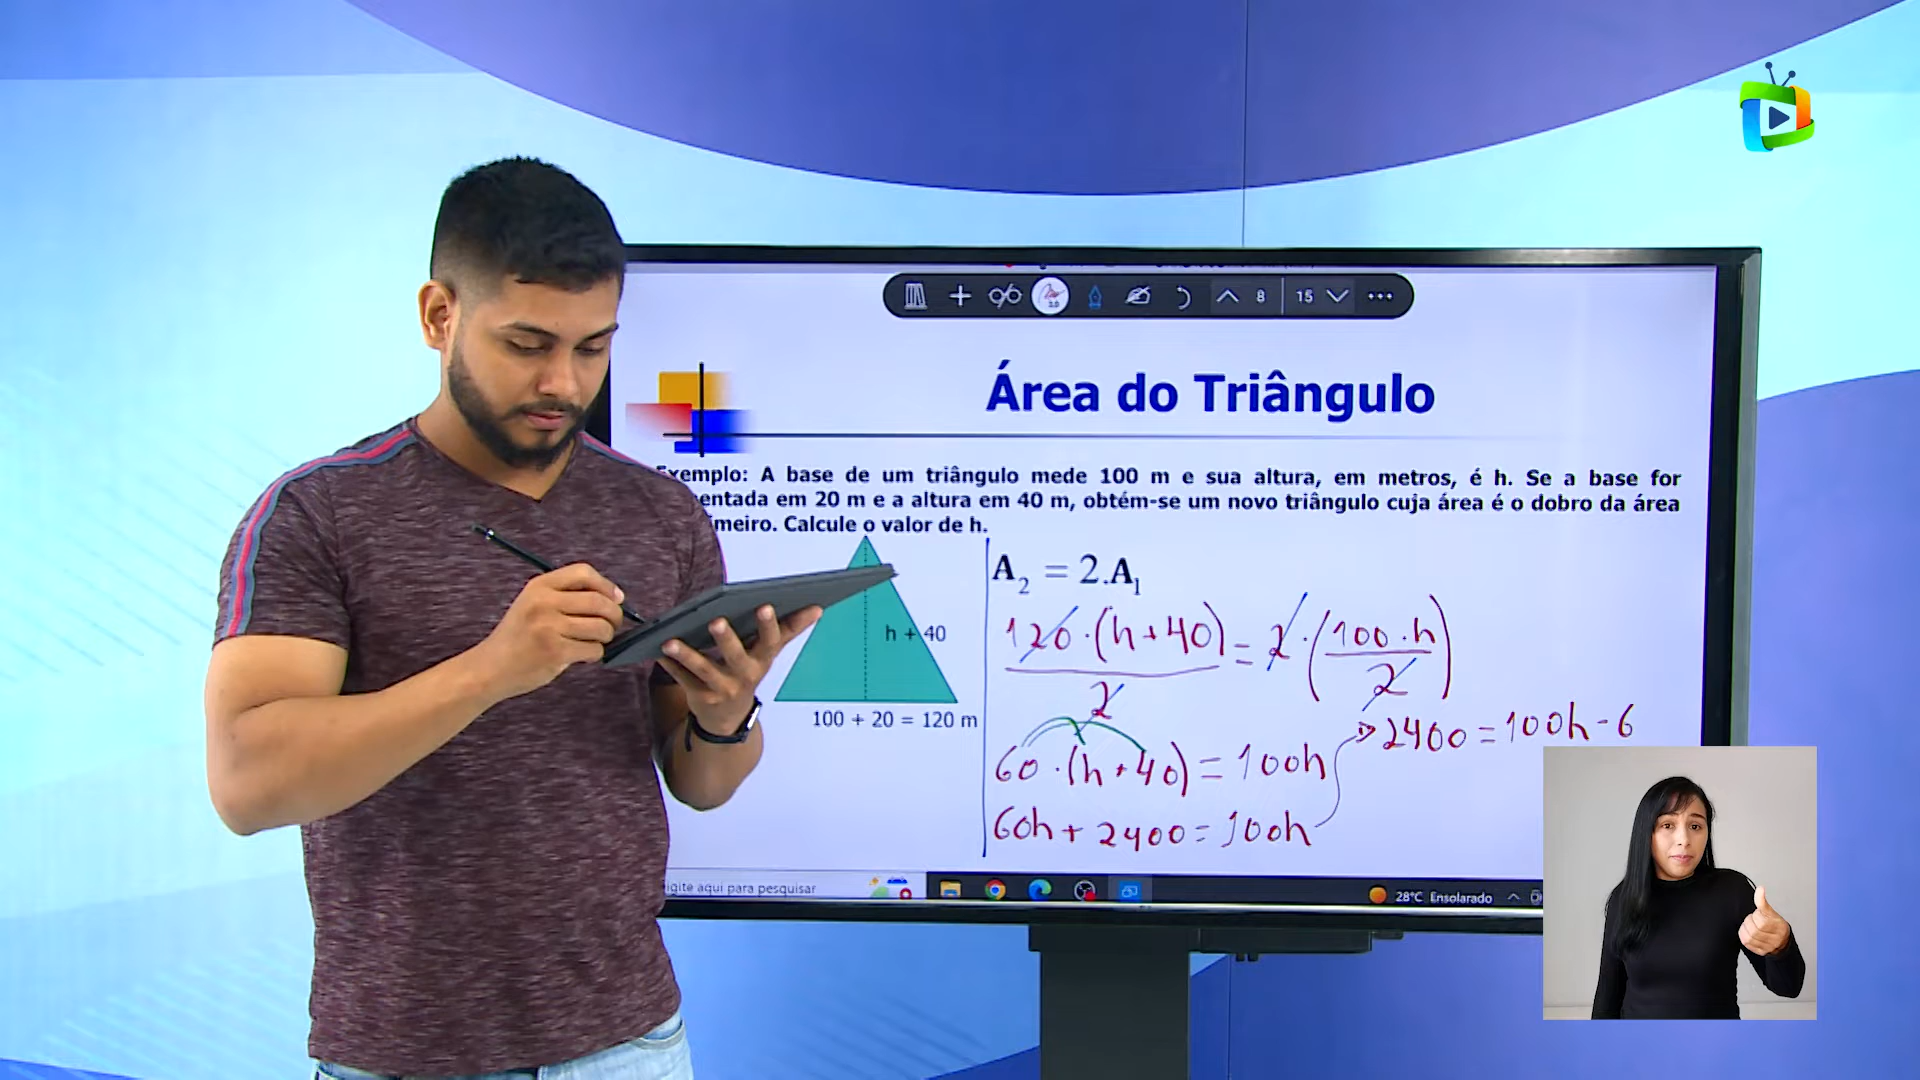 8 15
Área do Triângulo
Exemplo: A base de um triângulo mede 100 m e sua altura, em metros, é h. Se a base for
entada em 20 m e a altura em 40 m, obtém-se um novo triângulo cuja área é o dobro da área
imeiro. Calcule o valor de h.
A₂ = 2.A₁
h + 40
100 + 20 = 120 m
120·(h+40)/2 = 2·(100·h/2)
60·(h+40) = 100h
60h + 2400 = 100h
2400 = 100h - 6
igite aqui para pesquisar
28°C Ensolarado